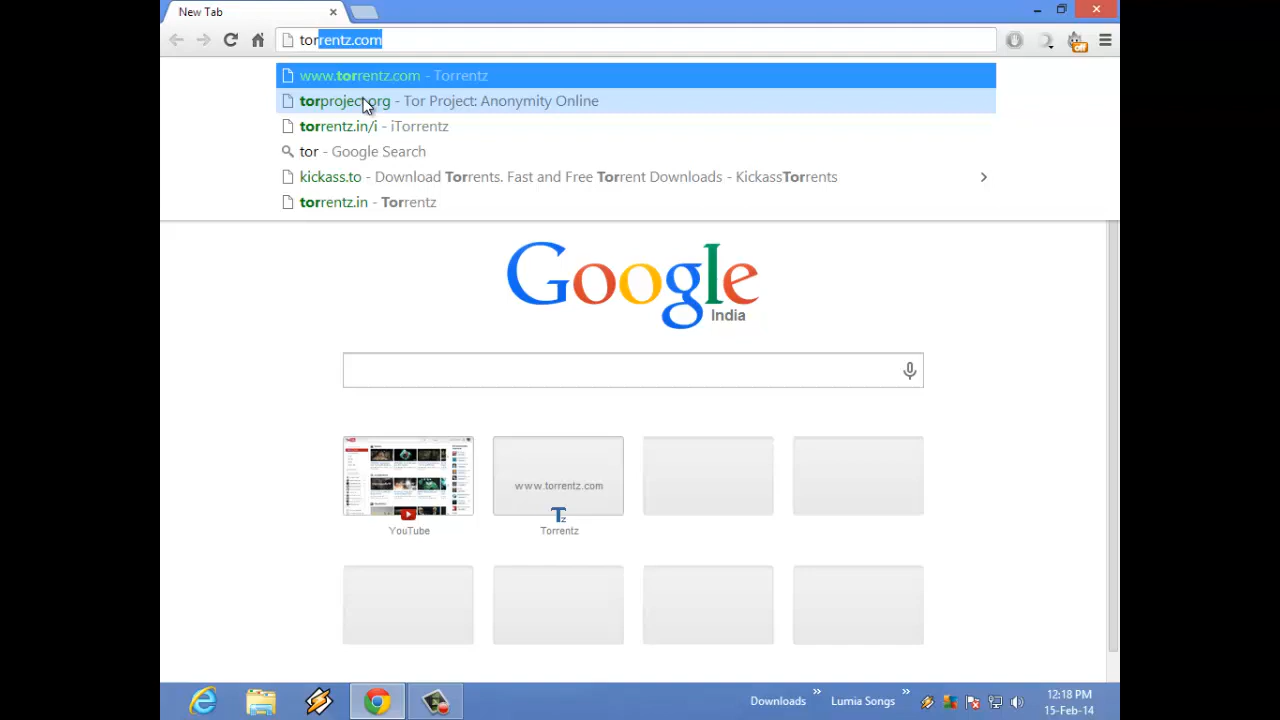 New Tab
torrentz.com
www.torrentz.com - Torrentz
torproject.org - Tor Project: Anonymity Online
torrentz.in/i - iTorrentz
tor - Google Search
kickass.to - Download Torrents. Fast and Free Torrent Downloads - KickassTorrents
torrentz.in - Torrentz
off
Google
India
www.torrentz.com
Tz
YouTube
Torrentz
Downloads
Lumia Songs
12:18 PM
15-Feb-14